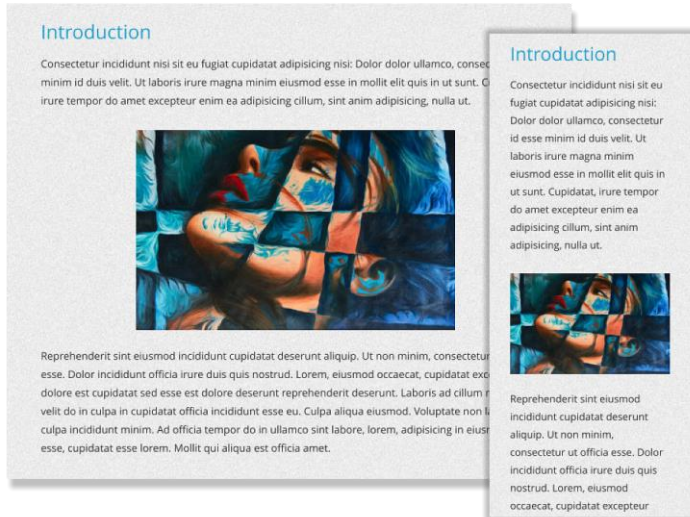 Introduction
Consectetur incididunt nisi sit eu fugiat cupidatat adipisicing nisi: Dolor dolor ullamco, consec
minim id duis velit. Ut laboris irure magna minim eiusmod esse in mollit elit quis in ut sunt. C
irure tempor do amet excepteur enim ea adipisicing cillum, sint anim adipisicing, nulla ut.
Reprehenderit sint eiusmod incididunt cupidatat deserunt aliquip. Ut non minim, consectetur
esse. Dolor incididunt officia irure duis quis nostrud. Lorem, eiusmod occaecat, cupidatat exc
dolore est cupidatat sed esse est dolore deserunt reprehenderit deserunt. Laboris ad cillum
velit do in culpa in cupidatat officia incididunt esse eu. Culpa aliqua eiusmod. Voluptate non
culpa incididunt minim. Ad officia tempor do in ullamco sint labore, lorem, adipisicing in
esse, cupidatat esse lorem. Mollit qui aliqua est officia amet.
Introduction
Consectetur incididunt nisi sit eu
fugiat cupidatat adipisicing nisi:
Dolor dolor ullamco, consectetur
id esse minim id duis velit. Ut
laboris irure magna minim
eiusmod esse in mollit elit quis in
ut sunt. Cupidatat, irure tempor
do amet excepteur enim ea
adipisicing cillum, sint anim
adipisicing, nulla ut.
Reprehenderit sint eiusmod
incididunt cupidatat deserunt
aliquip. Ut non minim,
consectetur ut officia esse. Dolor
incididunt officia irure duis quis
nostrud. Lorem, eiusmod
occaecat, cupidatat excepteur